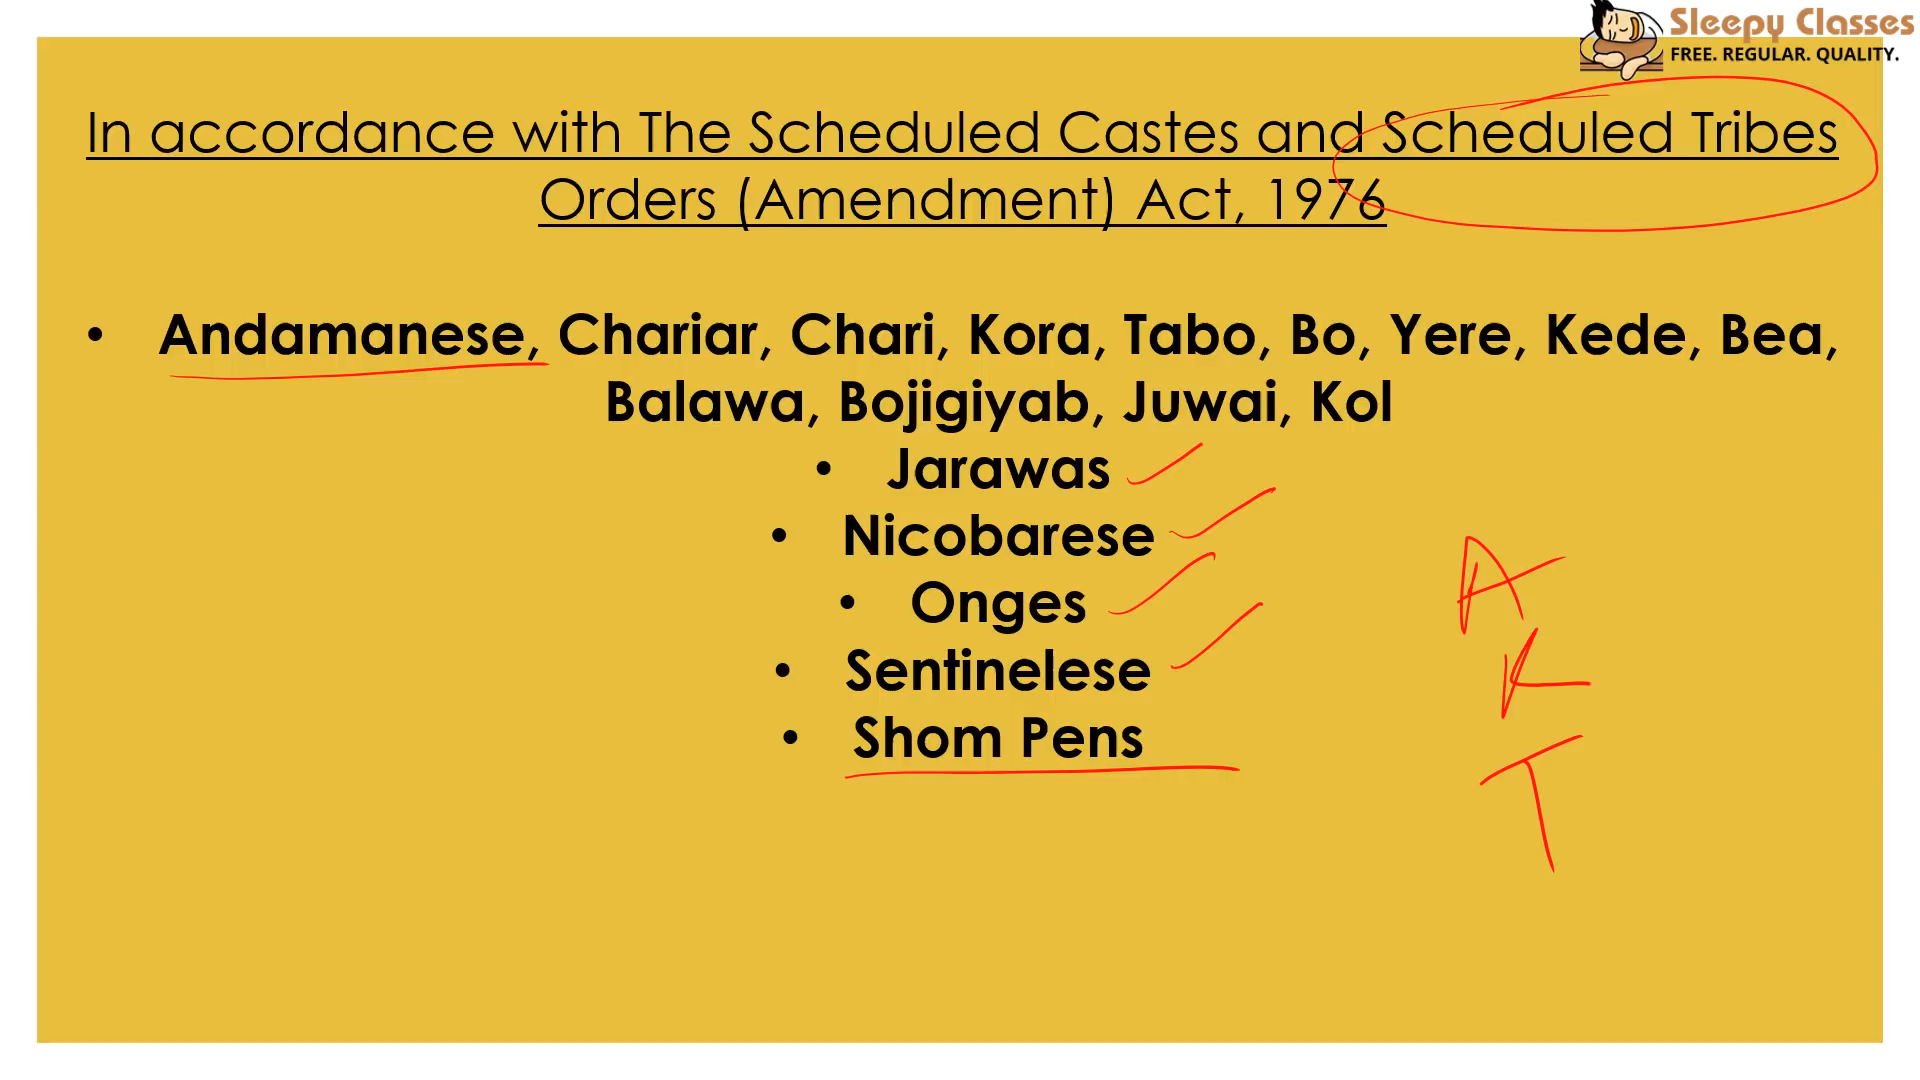 Sleepy Classes
FREE. REGULAR. QUALITY.
In accordance with The Scheduled Castes and Scheduled Tribes
Orders (Amendment) Act, 1976
• Andamanese, Chariar, Chari, Kora, Tabo, Bo, Yere, Kede, Bea,
Balawa, Bojigiyab, Juwai, Kol
• Jarawas
• Nicobarese
• Onges
• Sentinelese
• Shom Pens
A
K
T